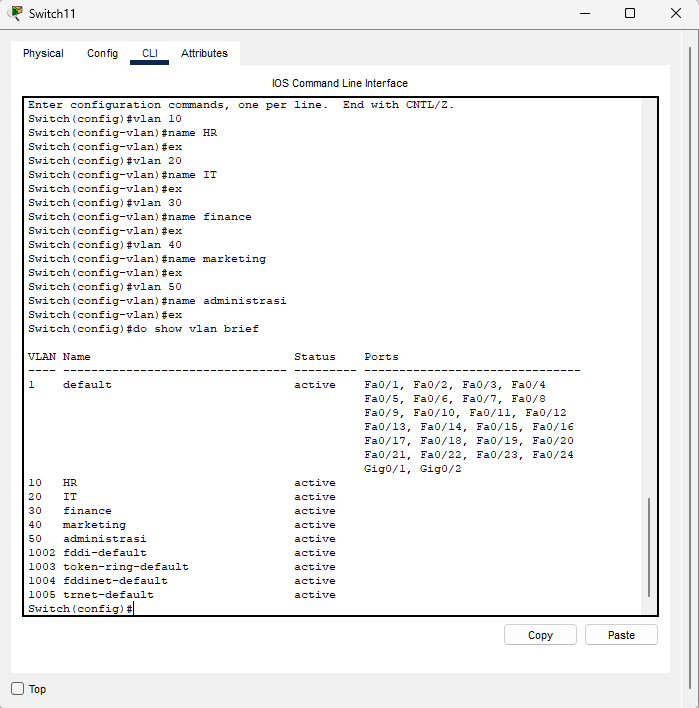 Switch11
Physical Config CLI Attributes
IOS Command Line Interface
Enter configuration commands, one per line.  End with CNTL/Z.
Switch(config)#vlan 10
Switch(config-vlan)#name HR
Switch(config-vlan)#ex
Switch(config)#vlan 20
Switch(config-vlan)#name IT
Switch(config-vlan)#ex
Switch(config)#vlan 30
Switch(config-vlan)#name finance
Switch(config-vlan)#ex
Switch(config)#vlan 40
Switch(config-vlan)#name marketing
Switch(config-vlan)#ex
Switch(config)#vlan 50
Switch(config-vlan)#name administrasi
Switch(config-vlan)#ex
Switch(config)#do show vlan brief
VLAN Name                             Status    Ports
---- -------------------------------- --------- -------------------------------
1    default                          active    Fa0/1, Fa0/2, Fa0/3, Fa0/4
                                                Fa0/5, Fa0/6, Fa0/7, Fa0/8
                                                Fa0/9, Fa0/10, Fa0/11, Fa0/12
                                                Fa0/13, Fa0/14, Fa0/15, Fa0/16
                                                Fa0/17, Fa0/18, Fa0/19, Fa0/20
                                                Fa0/21, Fa0/22, Fa0/23, Fa0/24
                                                Gig0/1, Gig0/2
10   HR                               active
20   IT                               active
30   finance                          active
40   marketing                        active
50   administrasi                     active
1002 fddi-default                     active
1003 token-ring-default               active
1004 fddinet-default                  active
1005 trnet-default                    active
Switch(config)#
Copy Paste
Top